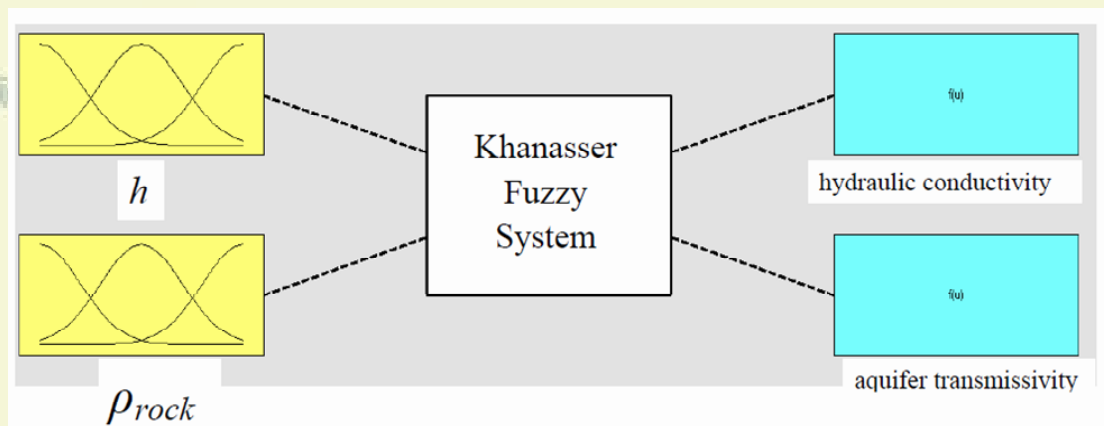 h
ρrock
Khanasser
Fuzzy
System
f(u)
hydraulic conductivity
f(u)
aquifer transmissivity